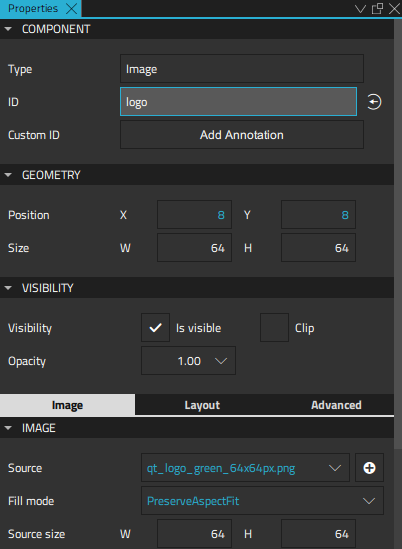 Properties
COMPONENT
Type Image
ID logo
Custom ID Add Annotation
GEOMETRY
Position X 8 Y 8
Size W 64 H 64
VISIBILITY
Visibility Is visible Clip
Opacity 1.00
Image Layout Advanced
IMAGE
Source qt_logo_green_64x64px.png
Fill mode PreserveAspectFit
Source size W 64 H 64